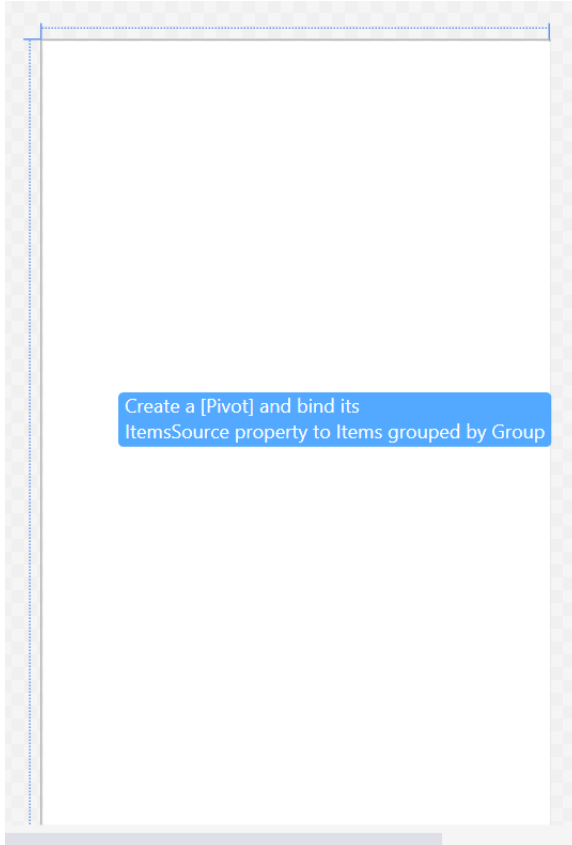 Create a [Pivot] and bind its
ItemsSource property to Items grouped by Group